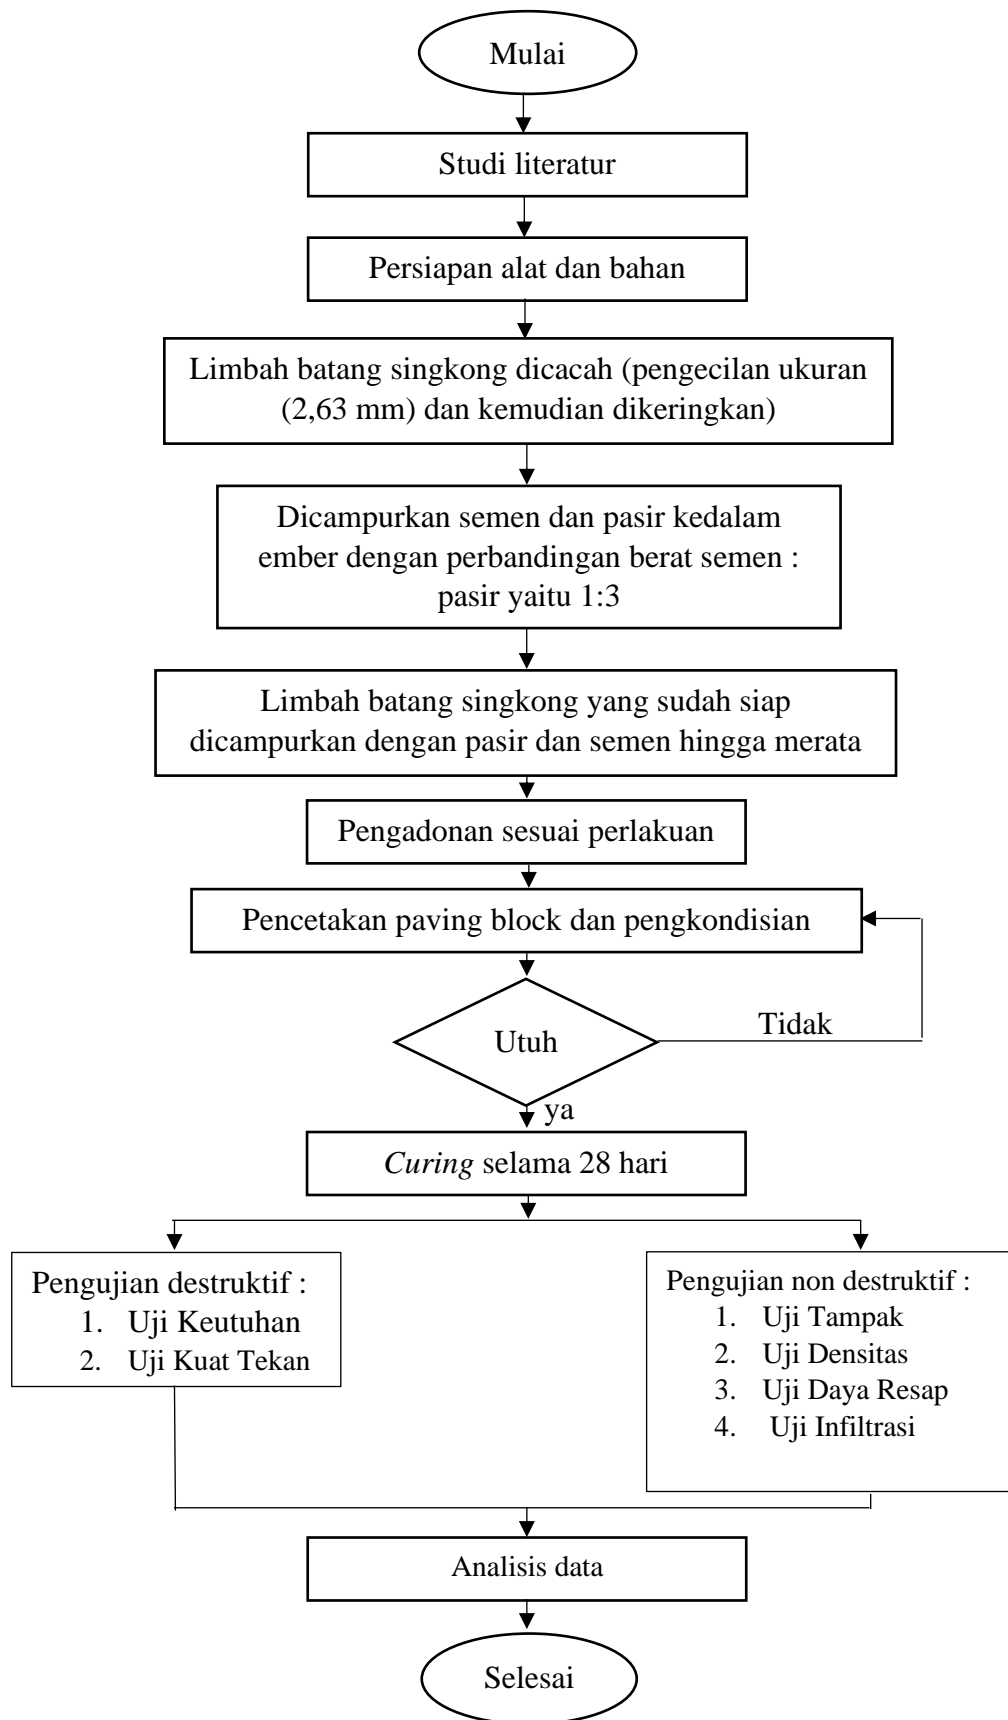 Mulai
Studi literatur
Persiapan alat dan bahan
Limbah batang singkong dicacah (pengecilan ukuran
(2,63 mm) dan kemudian dikeringkan)
Dicampurkan semen dan pasir kedalam
ember dengan perbandingan berat semen :
pasir yaitu 1:3
Limbah batang singkong yang sudah siap
dicampurkan dengan pasir dan semen hingga merata
Pengadonan sesuai perlakuan
Pencetakan paving block dan pengkondisian
Utuh
Tidak
ya
Curing selama 28 hari
Pengujian destruktif :
1. Uji Keutuhan
2. Uji Kuat Tekan
Pengujian non destruktif :
1. Uji Tampak
2. Uji Densitas
3. Uji Daya Resap
4. Uji Infiltrasi
Analisis data
Selesai